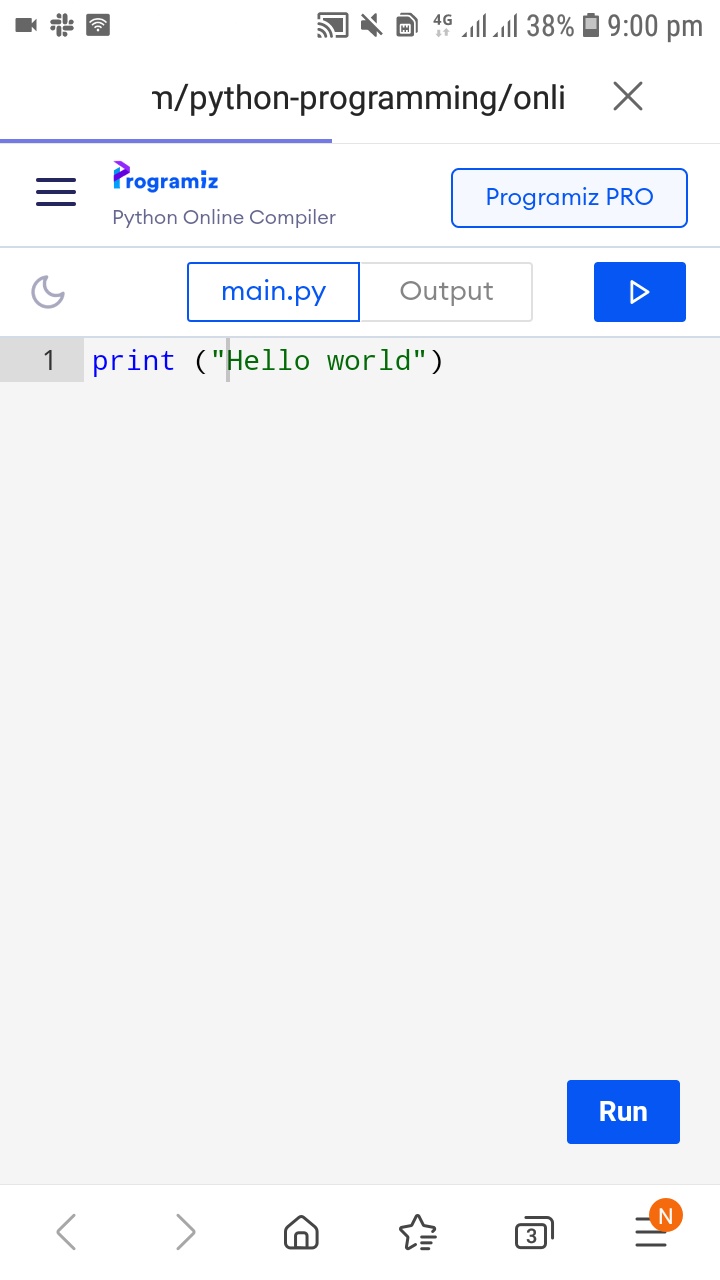 4G 38% 9:00 pm
m/python-programming/onli
Programiz
Python Online Compiler
Programiz PRO
main.py Output
1 print ("Hello world")
Run
3 N